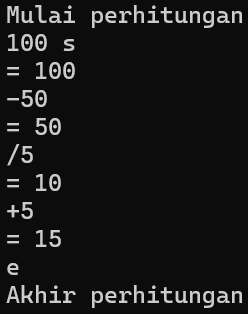 Mulai perhitungan
100 s
= 100
-50
= 50
/5
= 10
+5
= 15
e
Akhir perhitungan